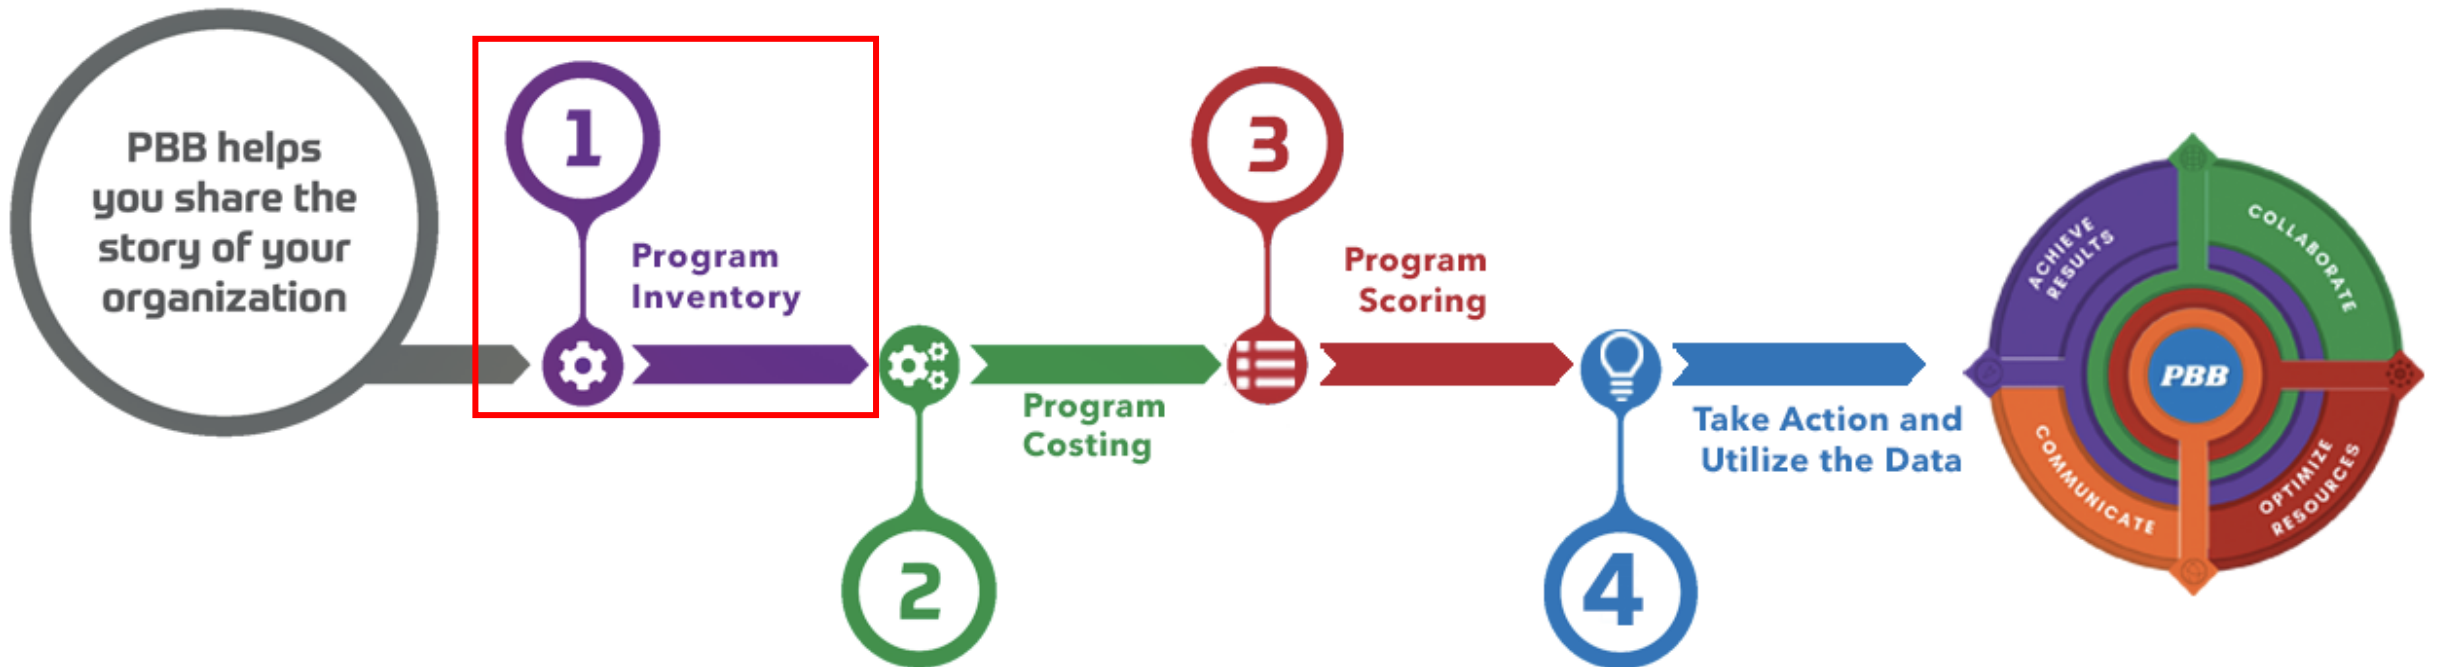 PBB helps
you share the
story of your
organization
1
Program
Inventory
2
Program
Costing
3
Program
Scoring
4
Take Action and
Utilize the Data
ACHIEVE
RESULTS
COLLABORATE
PBB
COMMUNICATE
OPTIMIZE
RESOURCES